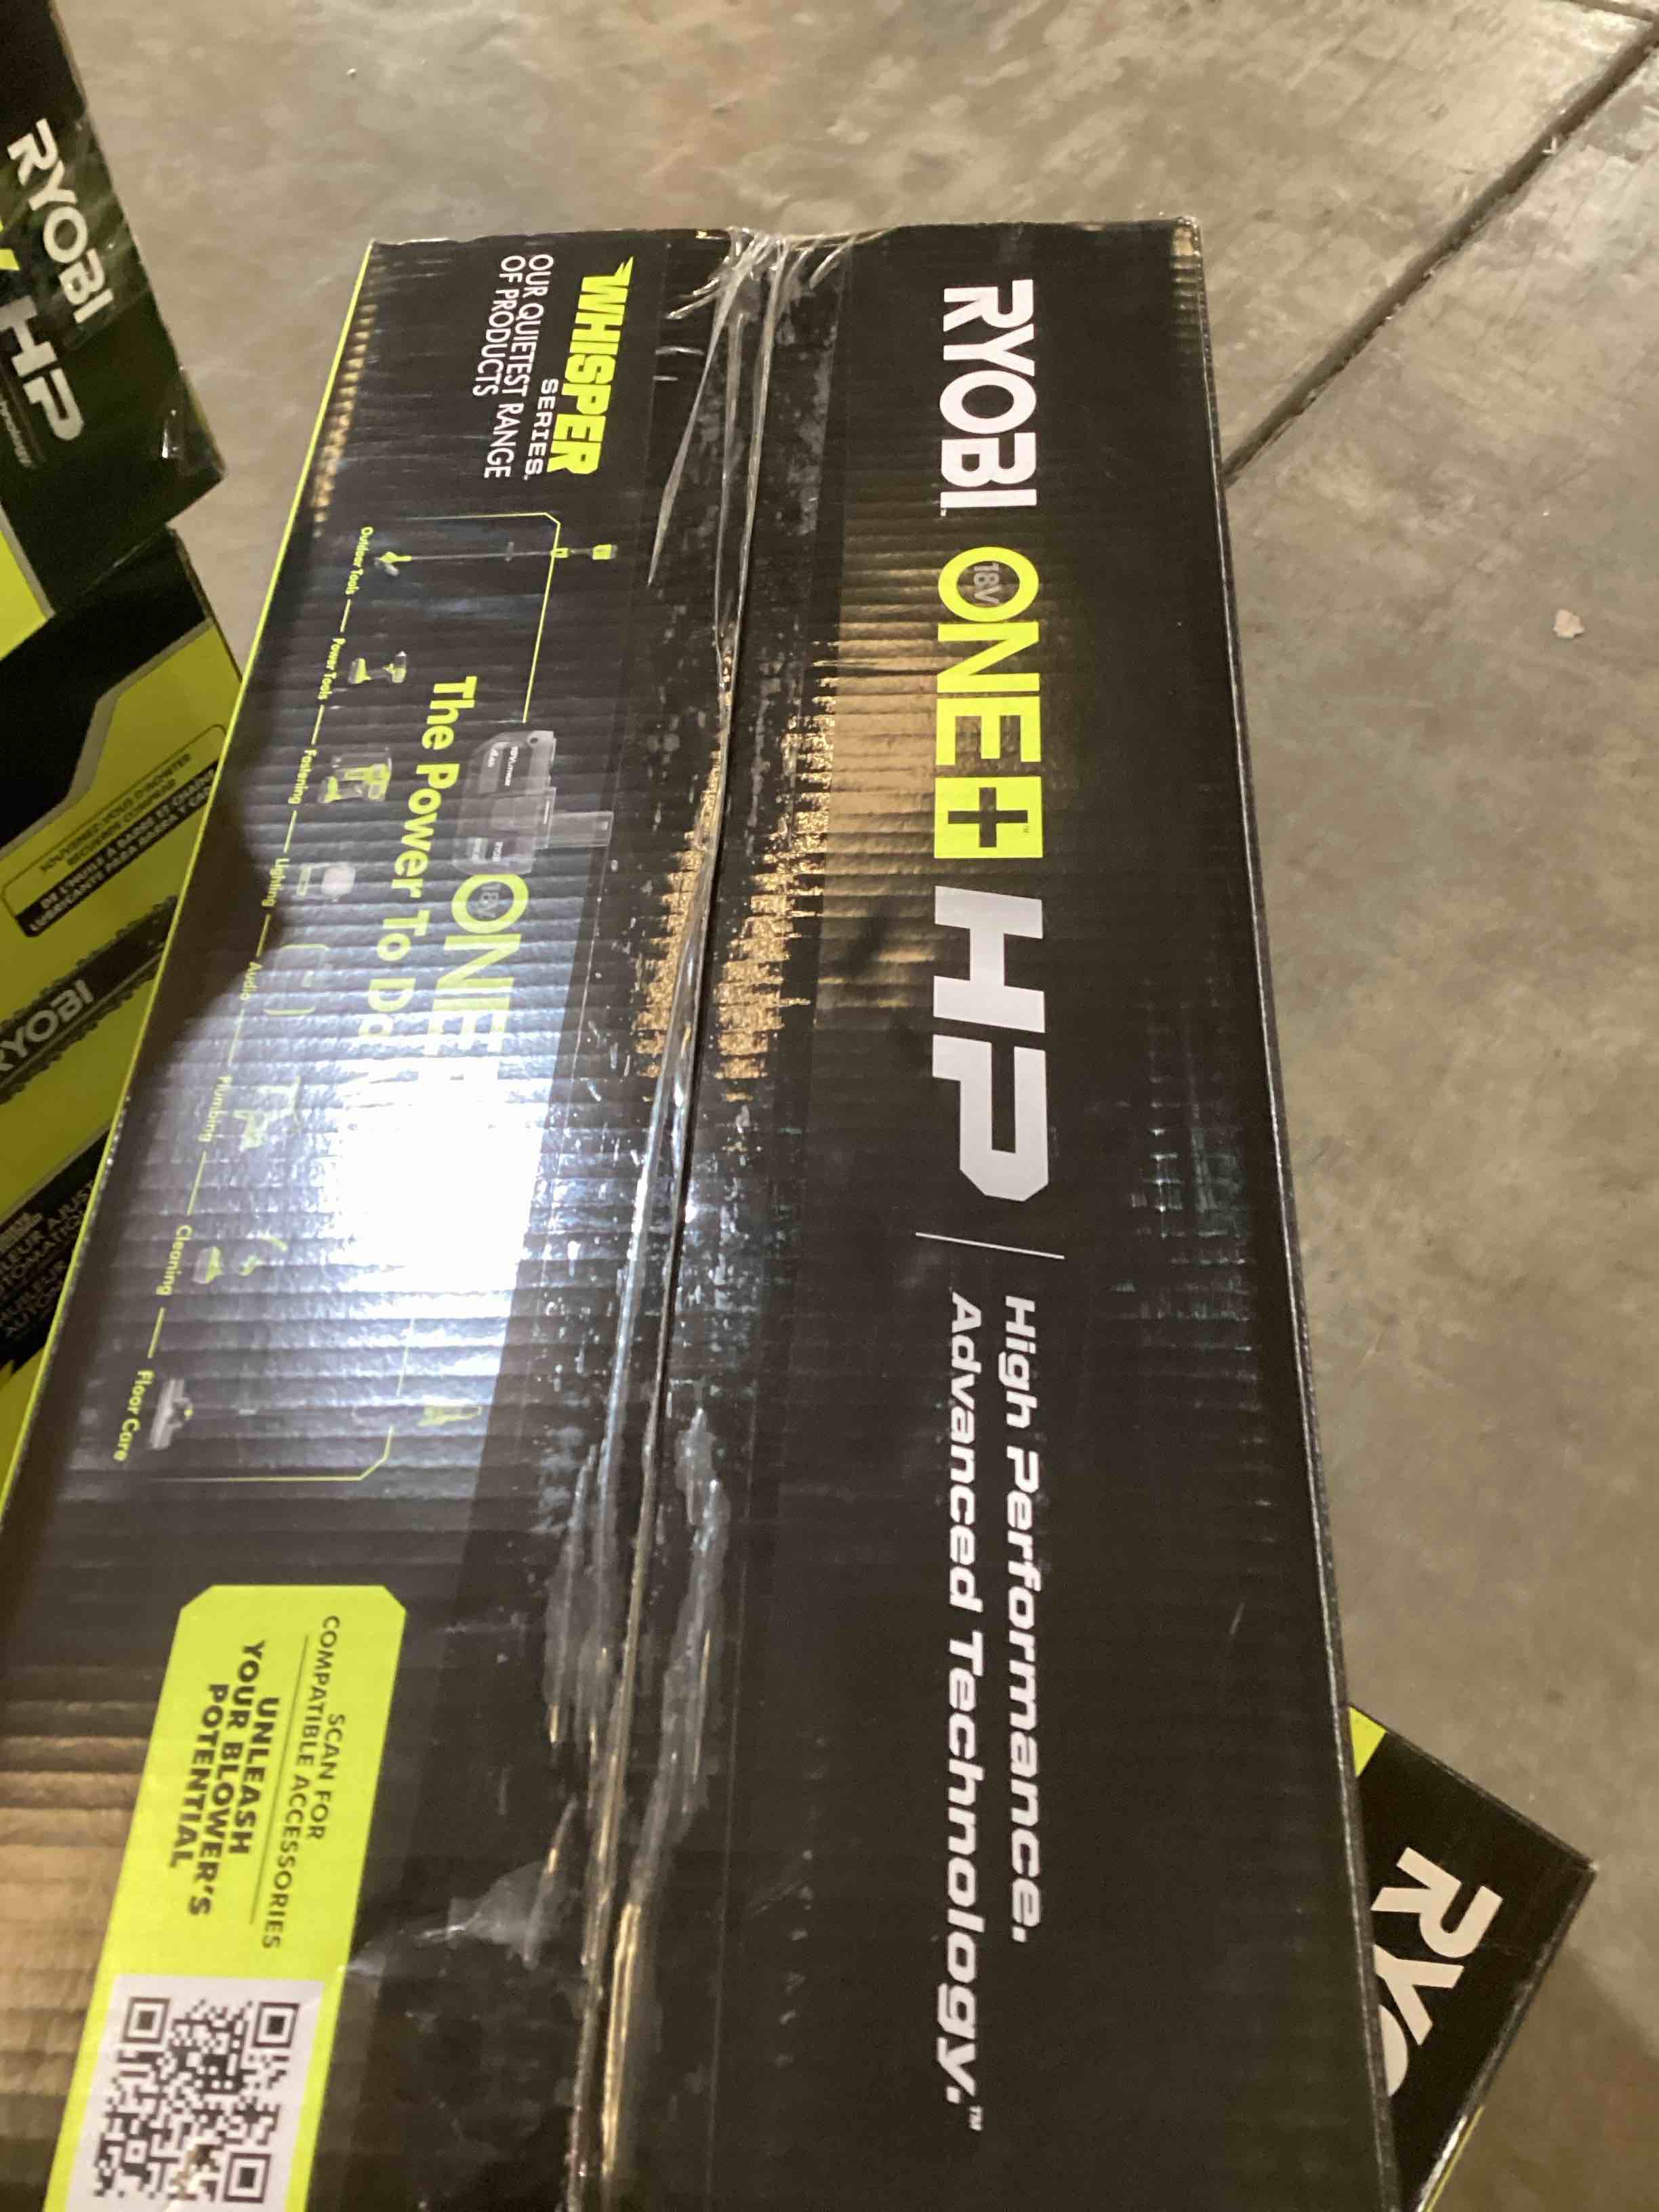 RYOBI 18V ONE+ HP
High Performance.
Advanced Technology.™
WHISPER
SERIES.
OUR QUIETEST RANGE
OF PRODUCTS
18V ONE
The Power To Do
Outdoor Tools — Power Tools — Fastening — Lighting — Audio — Plumbing — Cleaning — Floor Care
SCAN FOR
COMPATIBLE ACCESSORIES
UNLEASH
YOUR BLOWER'S
POTENTIAL
RYOBI
HP
RYOBI